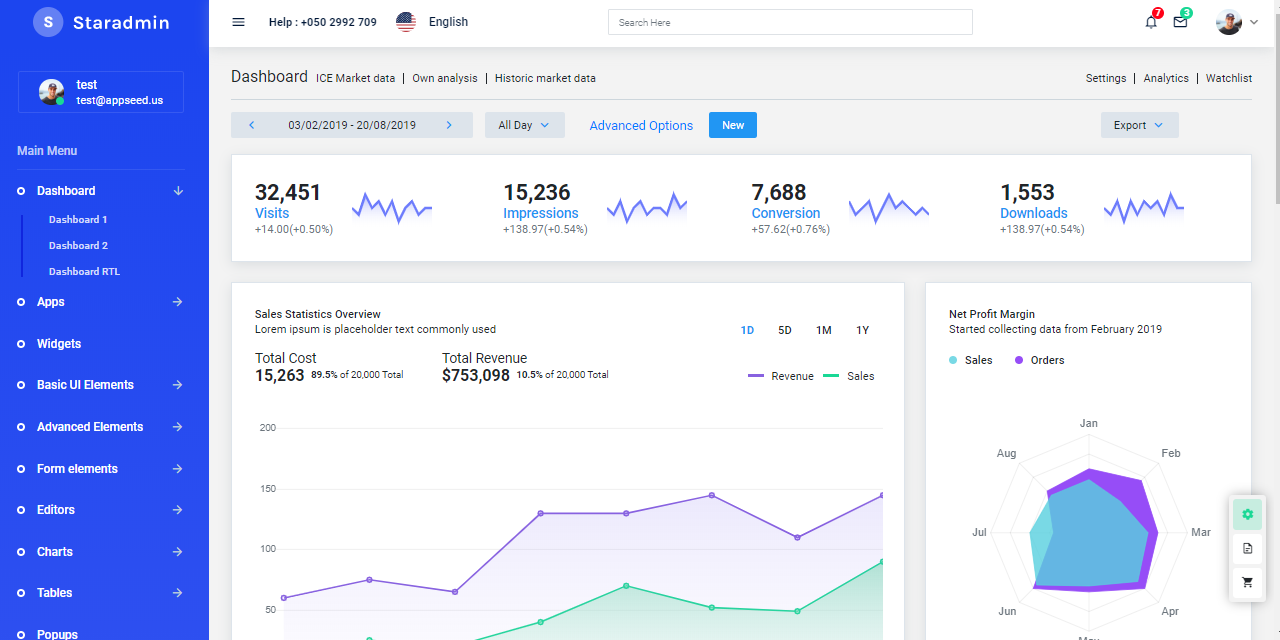 S Staradmin
Help : +050 2992 709 English
Search Here
7
3
test
test@appseed.us
Main Menu
Dashboard
Dashboard 1
Dashboard 2
Dashboard RTL
Apps
Widgets
Basic UI Elements
Advanced Elements
Form elements
Editors
Charts
Tables
Popups
Dashboard ICE Market data | Own analysis | Historic market data
Settings | Analytics | Watchlist
03/02/2019 - 20/08/2019
All Day
Advanced Options
New
Export
32,451
Visits
+14.00(+0.50%)
15,236
Impressions
+138.97(+0.54%)
7,688
Conversion
+57.62(+0.76%)
1,553
Downloads
+138.97(+0.54%)
Sales Statistics Overview
Lorem ipsum is placeholder text commonly used
1D 5D 1M 1Y
Total Cost
15,263 89.5% of 20,000 Total
Total Revenue
$753,098 10.5% of 20,000 Total
Revenue Sales
200
150
100
50
Net Profit Margin
Started collecting data from February 2019
Sales Orders
Jan
Feb
Mar
Apr
May
Jun
Jul
Aug